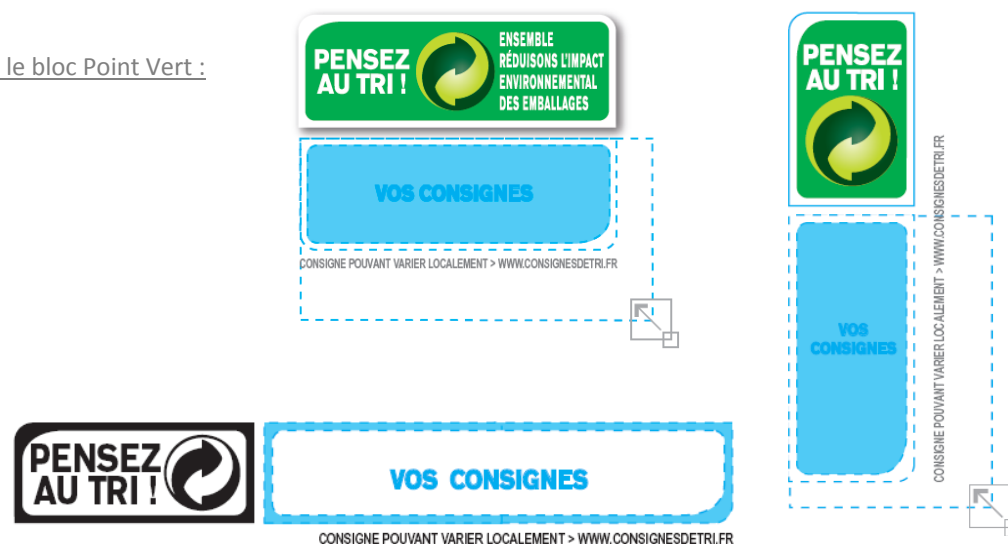 le bloc Point Vert :
PENSEZ
AU TRI !
ENSEMBLE
RÉDUISONS L'IMPACT
ENVIRONNEMENTAL
DES EMBALLAGES
VOS CONSIGNES
CONSIGNE POUVANT VARIER LOCALEMENT > WWW.CONSIGNESDETRI.FR
PENSEZ
AU TRI !
VOS
CONSIGNES
CONSIGNE POUVANT VARIER LOCALEMENT > WWW.CONSIGNESDETRI.FR
PENSEZ
AU TRI !
VOS CONSIGNES
CONSIGNE POUVANT VARIER LOCALEMENT > WWW.CONSIGNESDETRI.FR